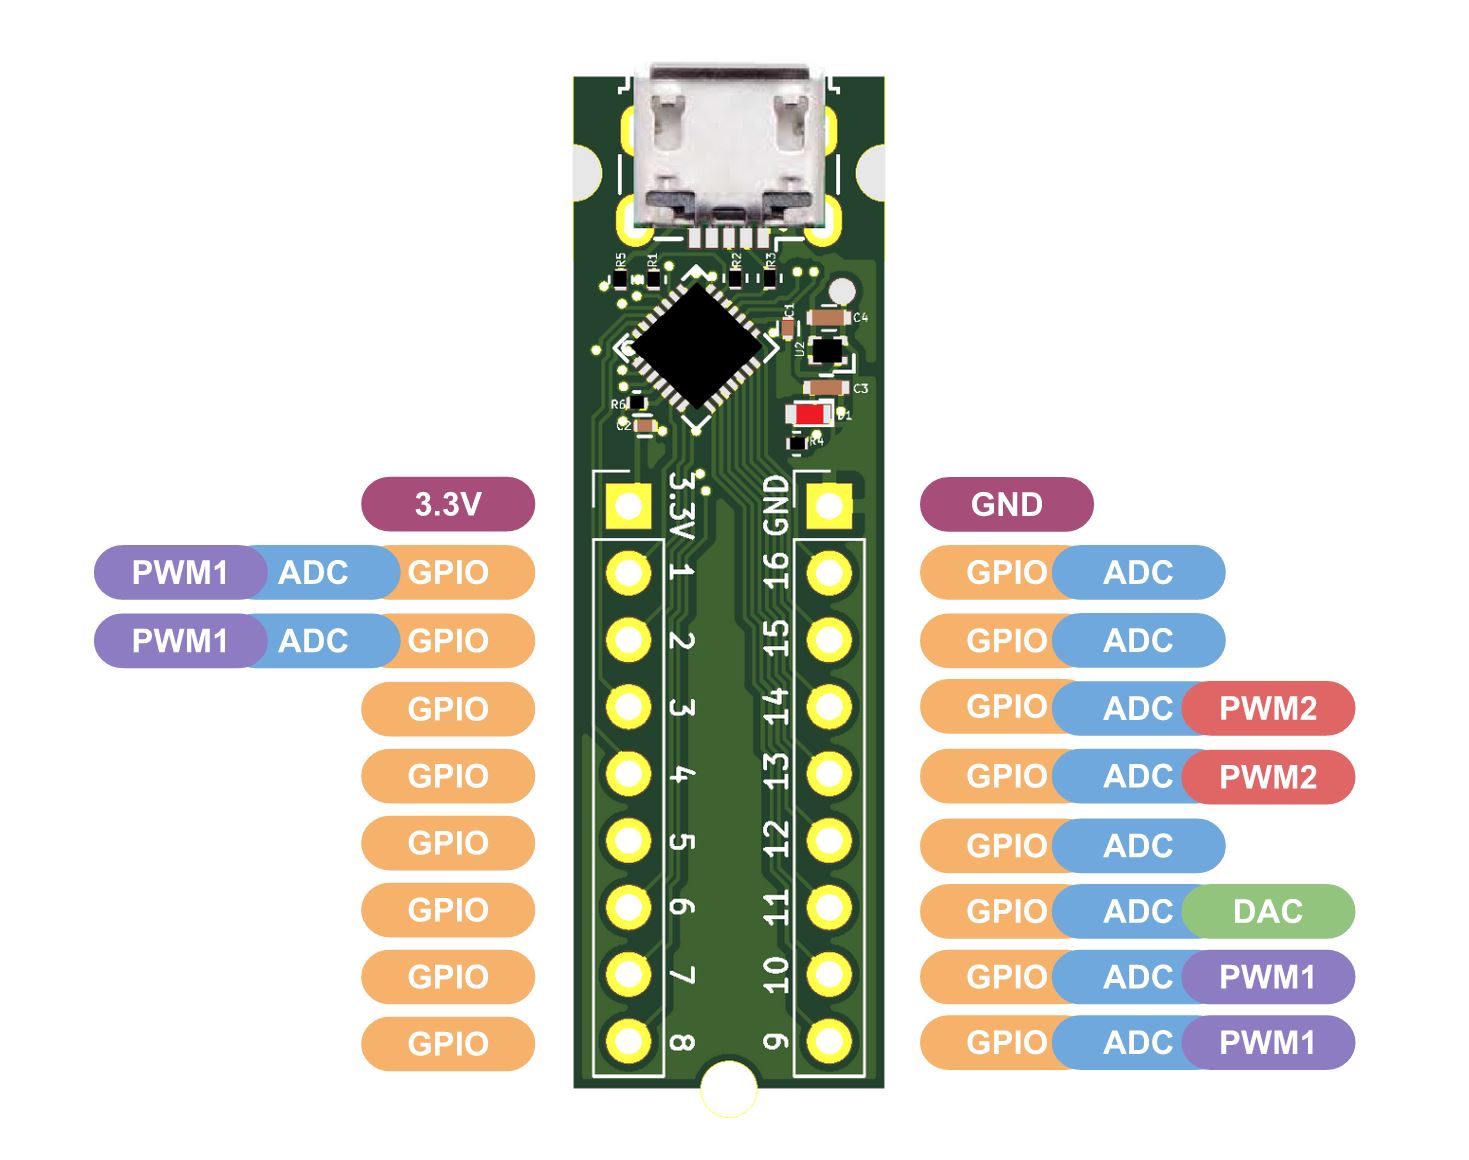 R5 R1 R2 R3
C1
C4
U2
C3
R6
D1
C2
R4
3.3V 3.3V GND GND
PWM1 ADC GPIO 1 16 GPIO ADC
PWM1 ADC GPIO 2 15 GPIO ADC
GPIO 3 14 GPIO ADC PWM2
GPIO 4 13 GPIO ADC PWM2
GPIO 5 12 GPIO ADC
GPIO 6 11 GPIO ADC DAC
GPIO 7 10 GPIO ADC PWM1
GPIO 8 9 GPIO ADC PWM1